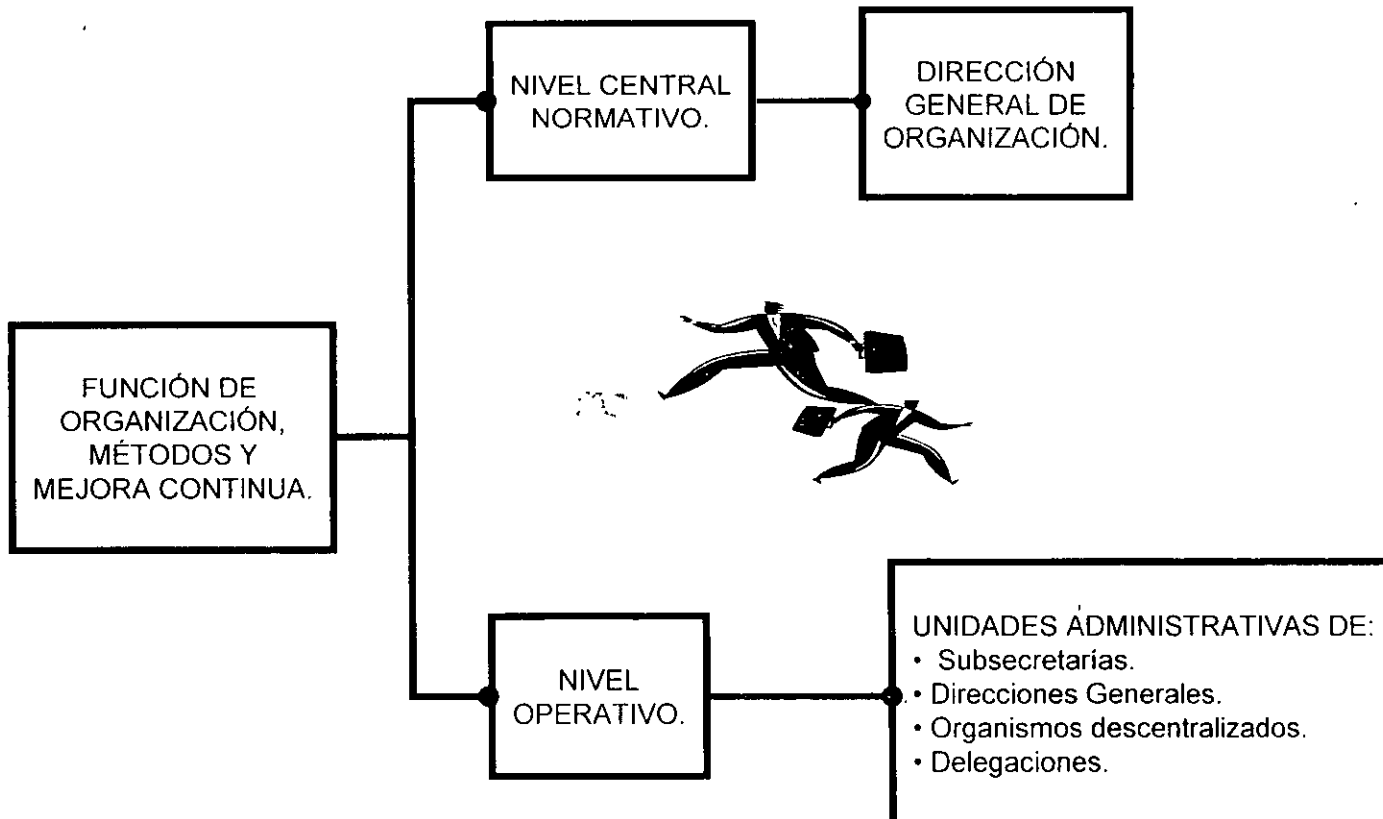 NIVEL CENTRAL
NORMATIVO.
DIRECCIÓN
GENERAL DE
ORGANIZACIÓN.
FUNCIÓN DE
ORGANIZACIÓN,
MÉTODOS Y
MEJORA CONTINUA.
NIVEL
OPERATIVO.
UNIDADES ADMINISTRATIVAS DE:
• Subsecretarías.
• Direcciones Generales.
• Organismos descentralizados.
• Delegaciones.